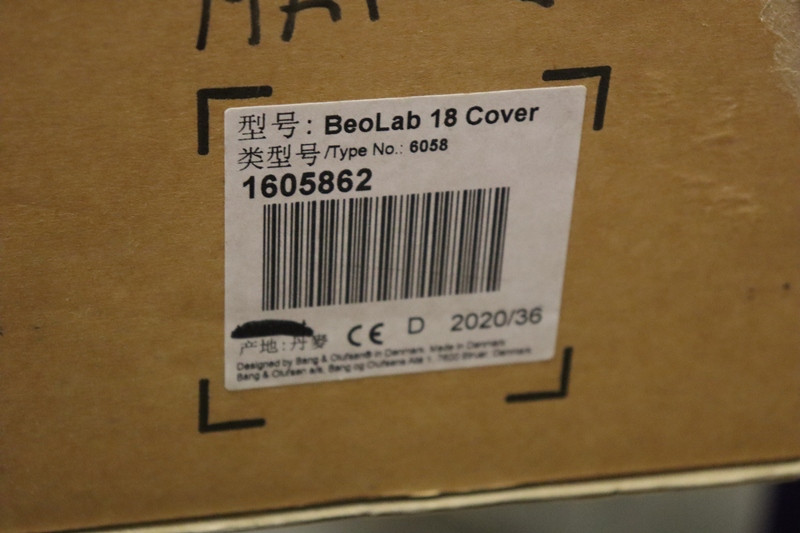 型号: BeoLab 18 Cover
类型号/Type No.: 6058
1605862
CE D 2020/36
产地: 丹麥
Designed by Bang & Olufsen® in Denmark. Made in Denmark
Bang & Olufsen a/s, Bang og Olufsens Allé 1, 7600 Struer, Denmark